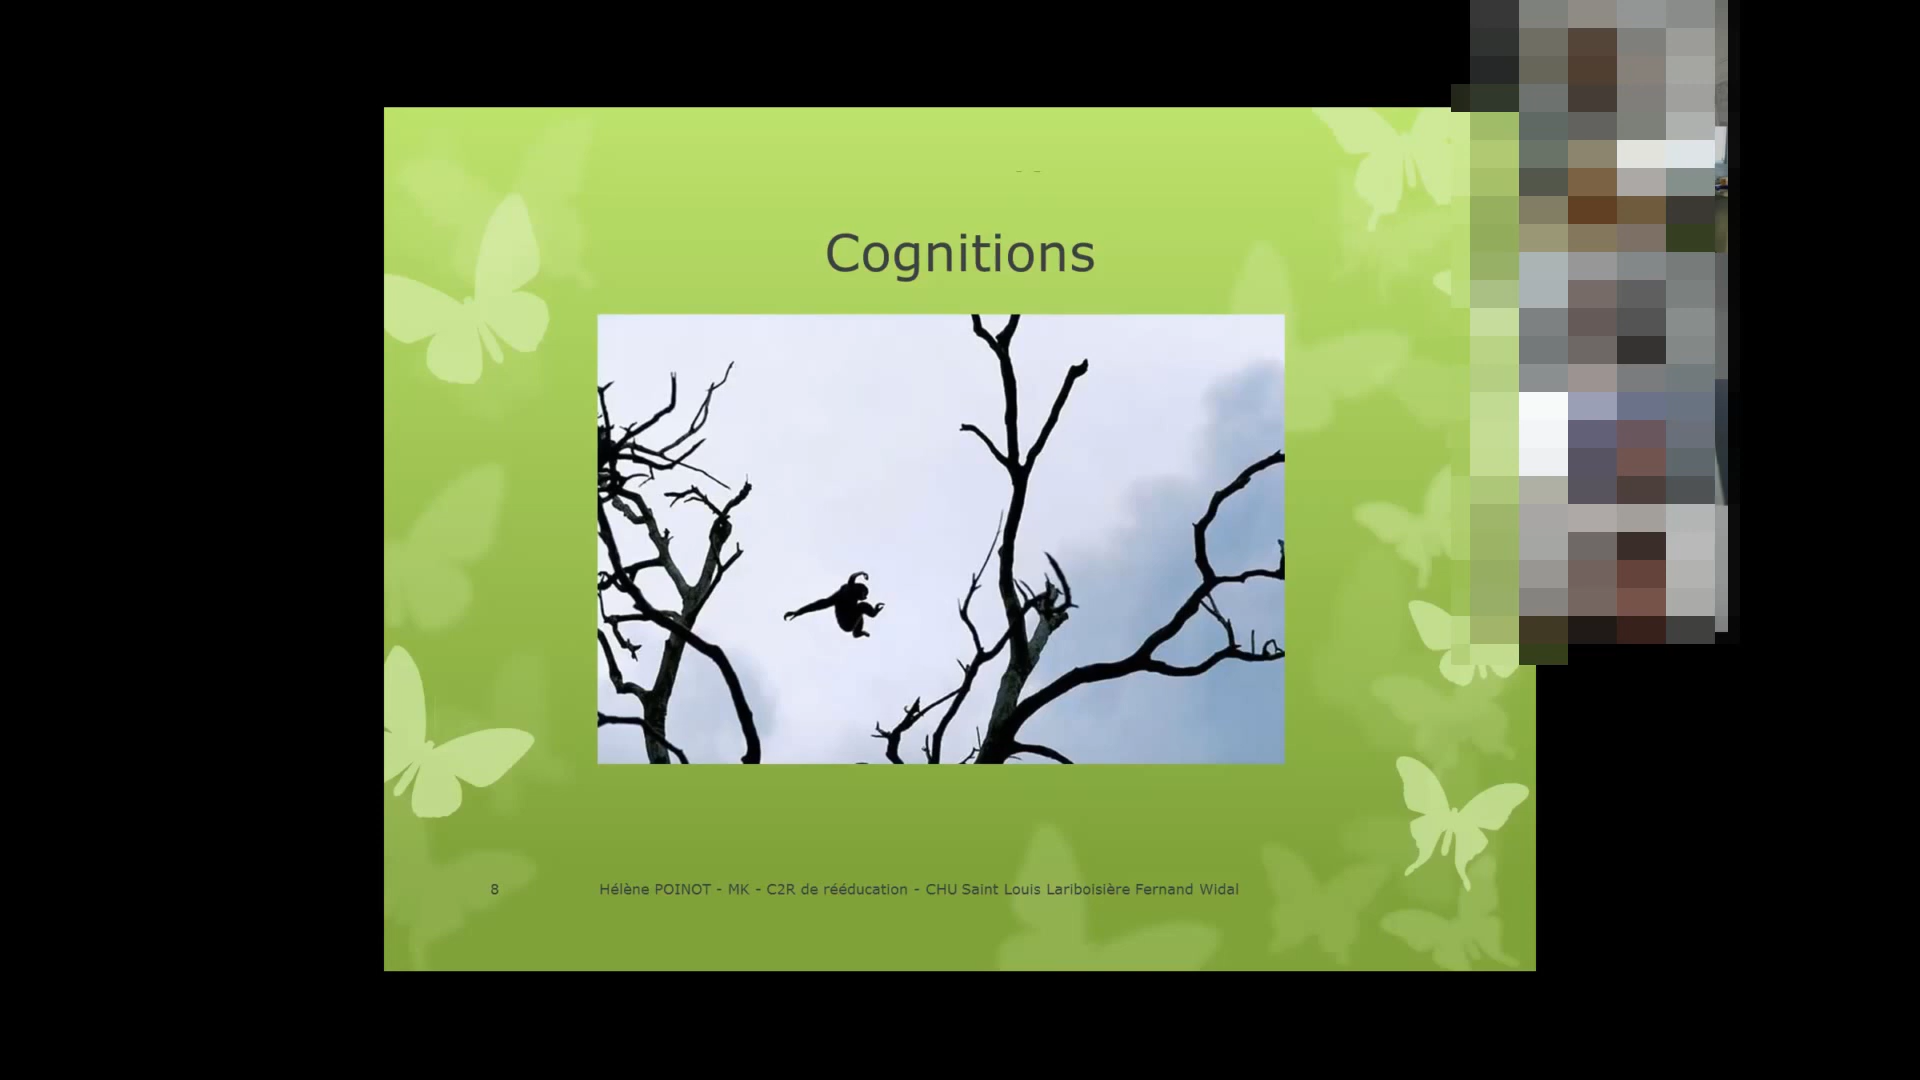 Cognitions
8
Hélène POINOT - MK - C2R de rééducation - CHU Saint Louis Lariboisière Fernand Widal